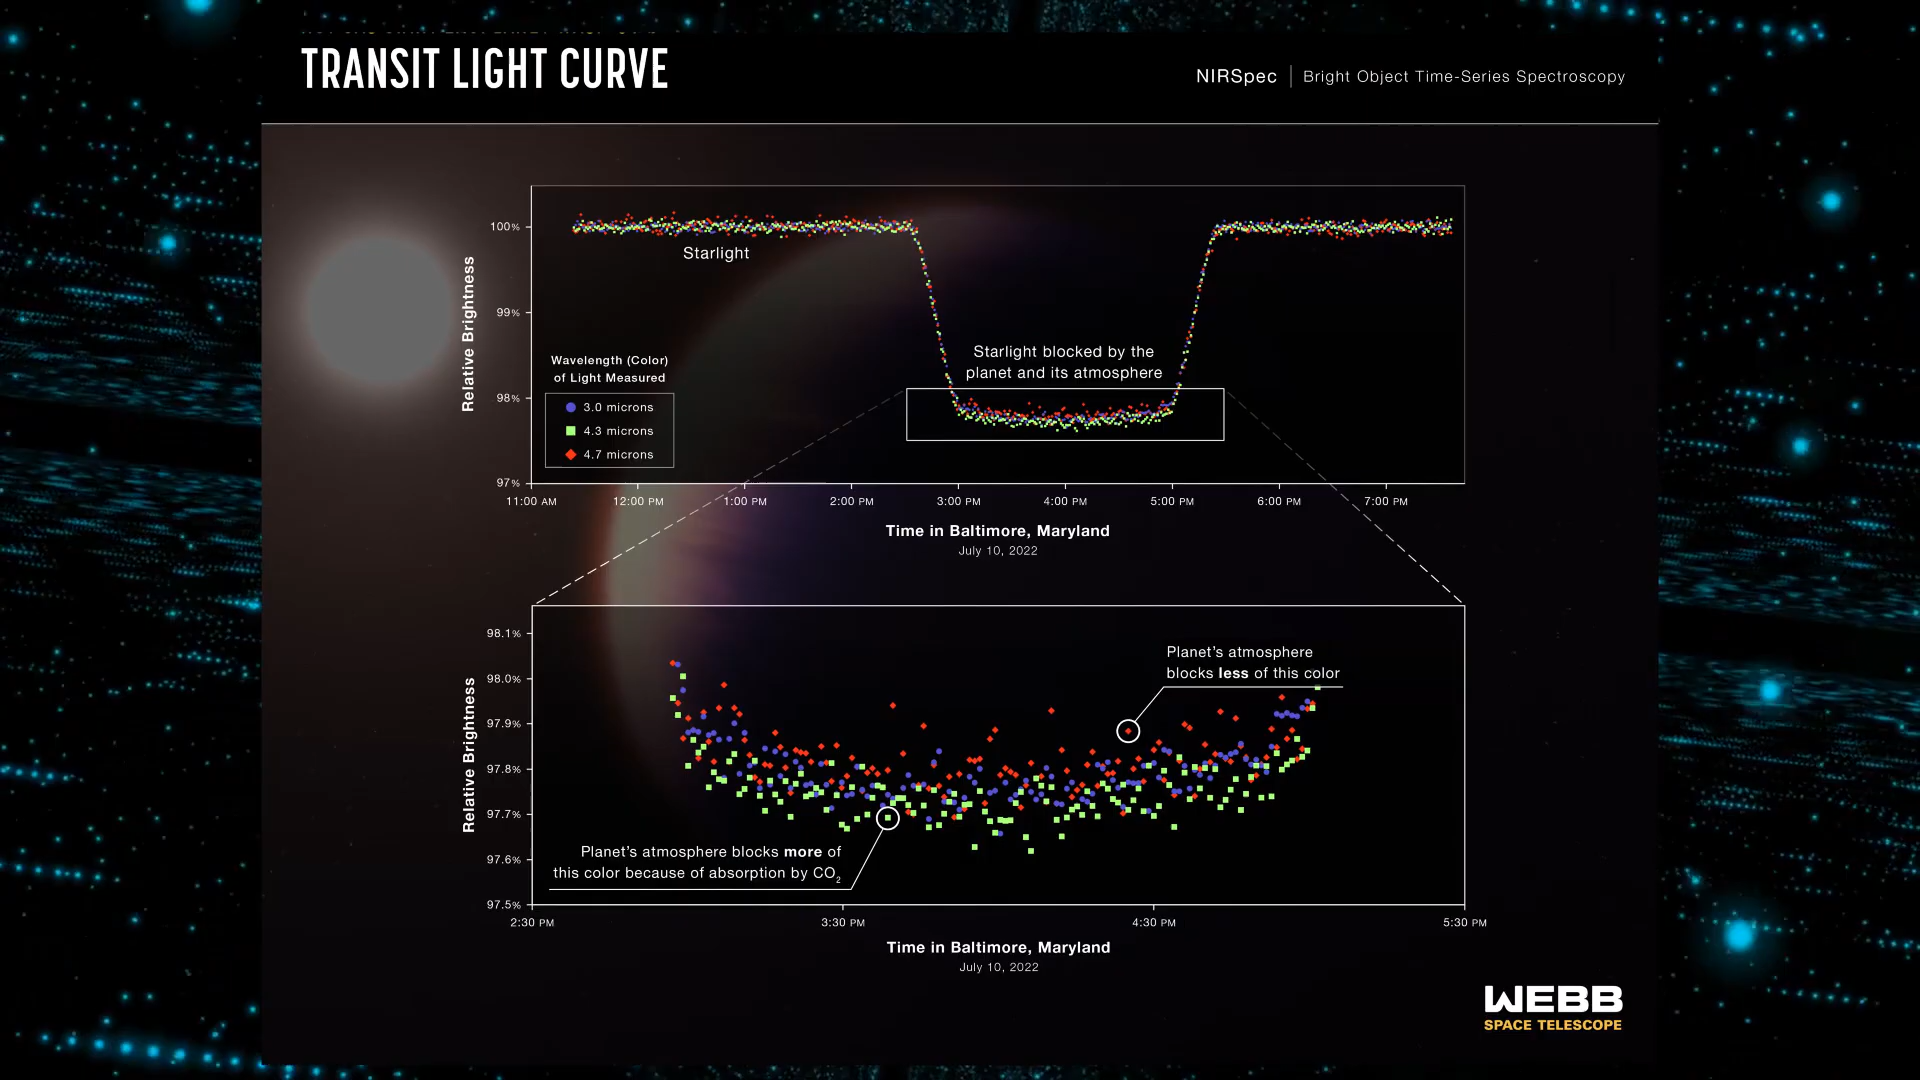 TRANSIT LIGHT CURVE
NIRSpec | Bright Object Time-Series Spectroscopy
100%
99%
98%
97%
Relative Brightness
Starlight
Starlight blocked by the
planet and its atmosphere
Wavelength (Color)
of Light Measured
3.0 microns
4.3 microns
4.7 microns
11:00 AM 12:00 PM 1:00 PM 2:00 PM 3:00 PM 4:00 PM 5:00 PM 6:00 PM 7:00 PM
Time in Baltimore, Maryland
July 10, 2022
98.1%
98.0%
97.9%
97.8%
97.7%
97.6%
97.5%
Relative Brightness
Planet’s atmosphere
blocks less of this color
Planet’s atmosphere blocks more of
this color because of absorption by CO₂
2:30 PM 3:30 PM 4:30 PM 5:30 PM
Time in Baltimore, Maryland
July 10, 2022
WEBB
SPACE TELESCOPE